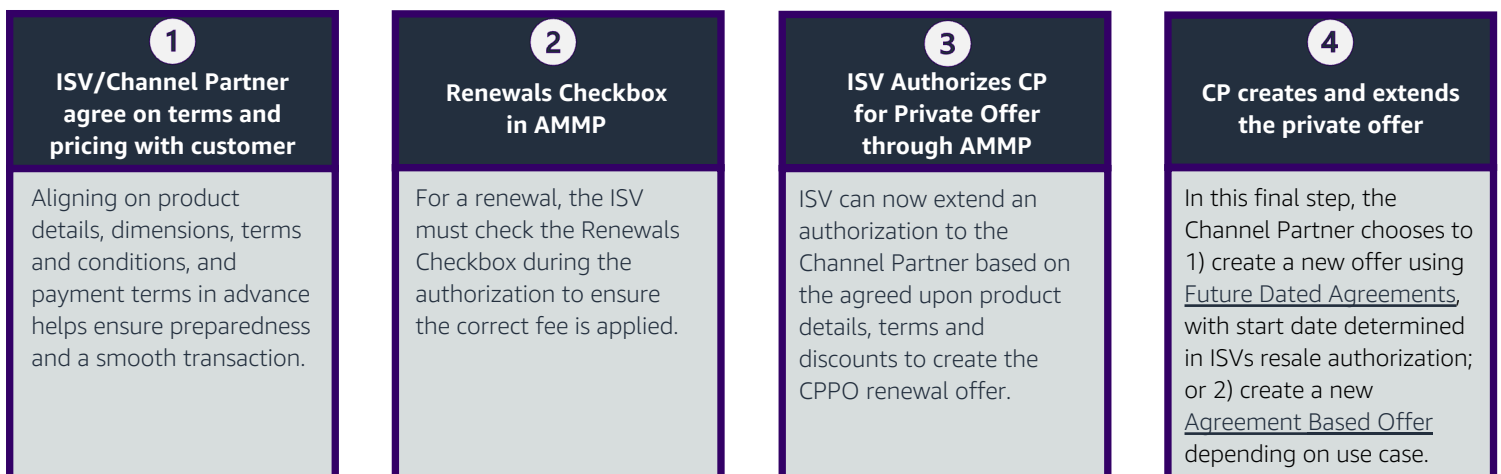 1
ISV/Channel Partner
agree on terms and
pricing with customer
Aligning on product
details, dimensions, terms
and conditions, and
payment terms in advance
helps ensure preparedness
and a smooth transaction.
2
Renewals Checkbox
in AMMP
For a renewal, the ISV
must check the Renewals
Checkbox during the
authorization to ensure
the correct fee is applied.
3
ISV Authorizes CP
for Private Offer
through AMMP
ISV can now extend an
authorization to the
Channel Partner based on
the agreed upon product
details, terms and
discounts to create the
CPPO renewal offer.
4
CP creates and extends
the private offer
In this final step, the
Channel Partner chooses to
1) create a new offer using
Future Dated Agreements,
with start date determined
in ISVs resale authorization;
or 2) create a new
Agreement Based Offer
depending on use case.